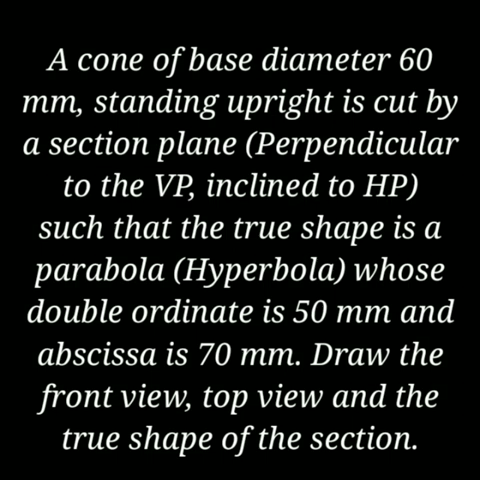 A cone of base diameter 60
mm, standing upright is cut by
a section plane (Perpendicular
to the VP, inclined to HP)
such that the true shape is a
parabola (Hyperbola) whose
double ordinate is 50 mm and
abscissa is 70 mm. Draw the
front view, top view and the
true shape of the section.